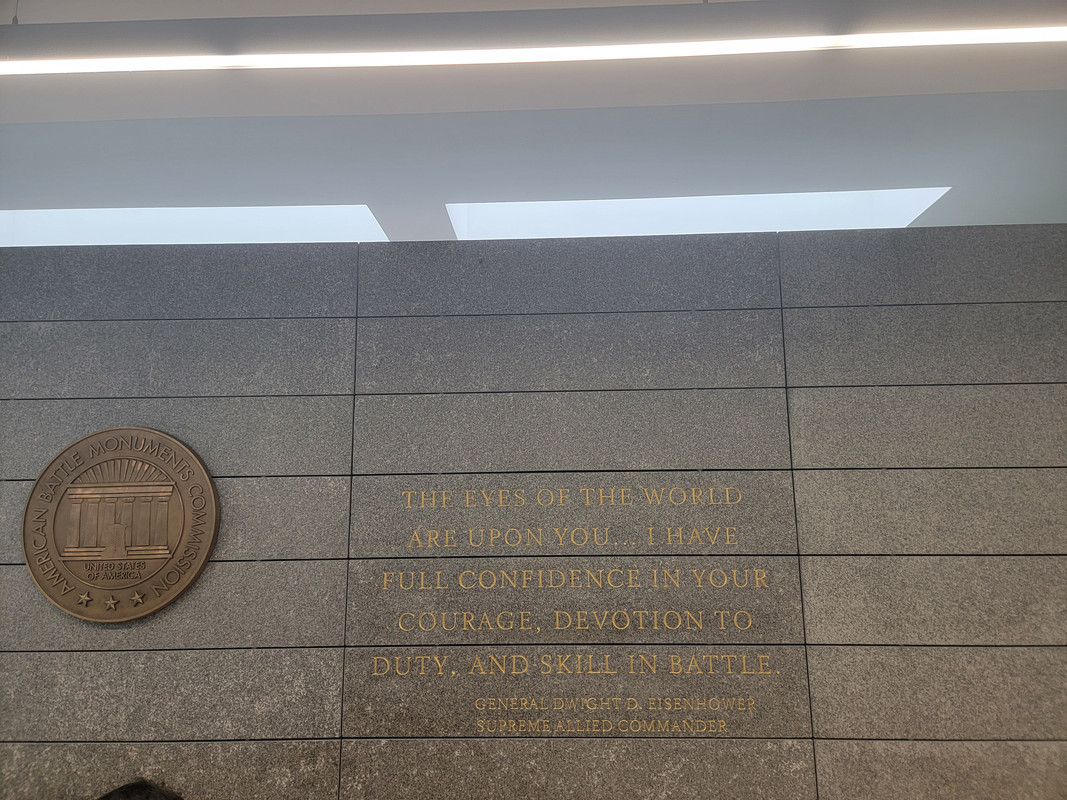 AMERICAN BATTLE MONUMENTS COMMISSION
UNITED STATES
OF AMERICA
THE EYES OF THE WORLD
ARE UPON YOU... I HAVE
FULL CONFIDENCE IN YOUR
COURAGE, DEVOTION TO
DUTY, AND SKILL IN BATTLE.
GENERAL DWIGHT D. EISENHOWER
SUPREME ALLIED COMMANDER